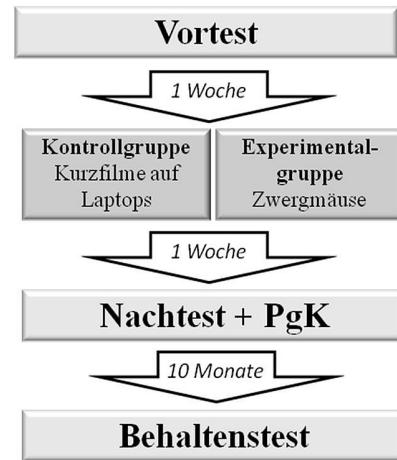 Vortest
1 Woche
Kontrollgruppe
Kurzfilme auf
Laptops
Experimental-
gruppe
Zwergmäuse
1 Woche
Nachtest + PgK
10 Monate
Behaltenstest